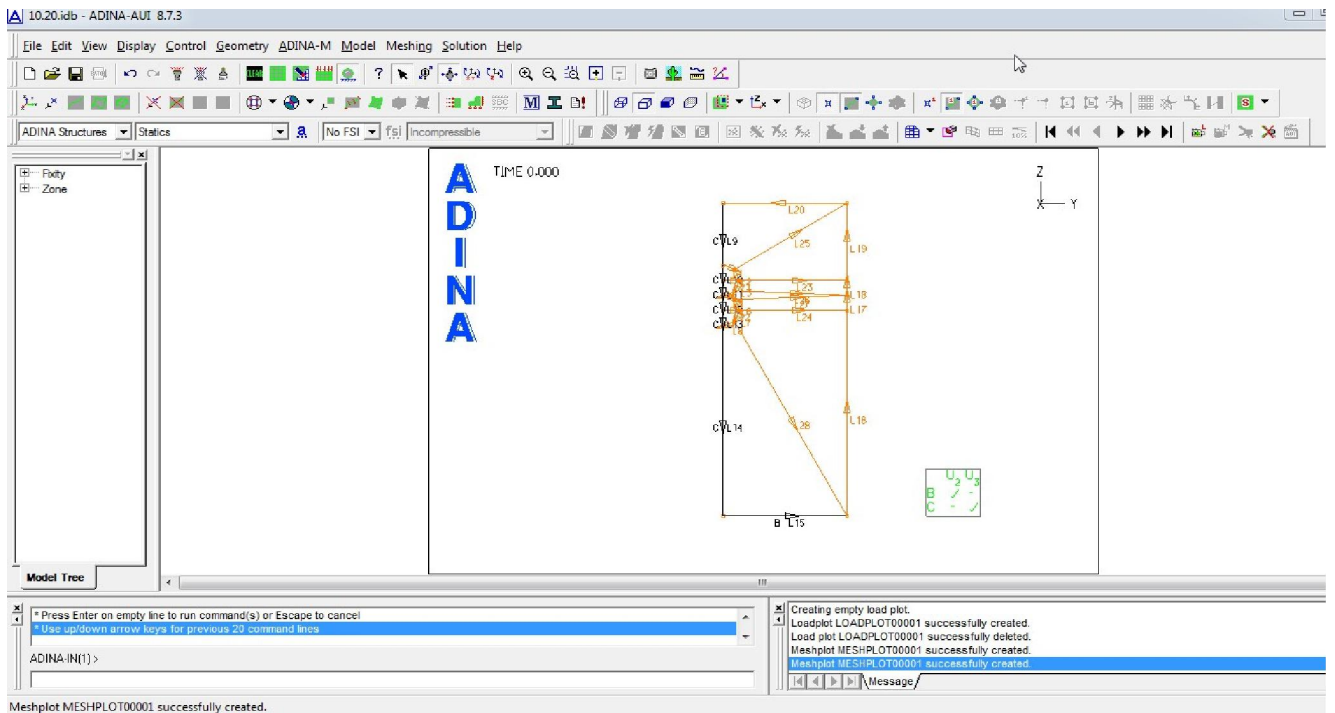 10.20.idb - ADINA-AUI 8.7.3
File Edit View Display Control Geometry ADINA-M Model Meshing Solution Help
ADINA Structures Statics No FSI fsi Incompressible
Fixity
Zone
Model Tree
ADINA
TIME 0.000
Z
X Y
L20
L25
L19
L9
L23
L18
L24
L17
L28
L16
C L14
B L15
U2 U3
B / -
C - /
* Press Enter on empty line to run command(s) or Escape to cancel
* Use up/down arrow keys for previous 20 command lines
ADINA-IN(1) >
Creating empty load plot.
Loadplot LOADPLOT00001 successfully created.
Load plot LOADPLOT00001 successfully deleted.
Meshplot MESHPLOT00001 successfully created.
Meshplot MESHPLOT00001 successfully created.
Message
Meshplot MESHPLOT00001 successfully created.